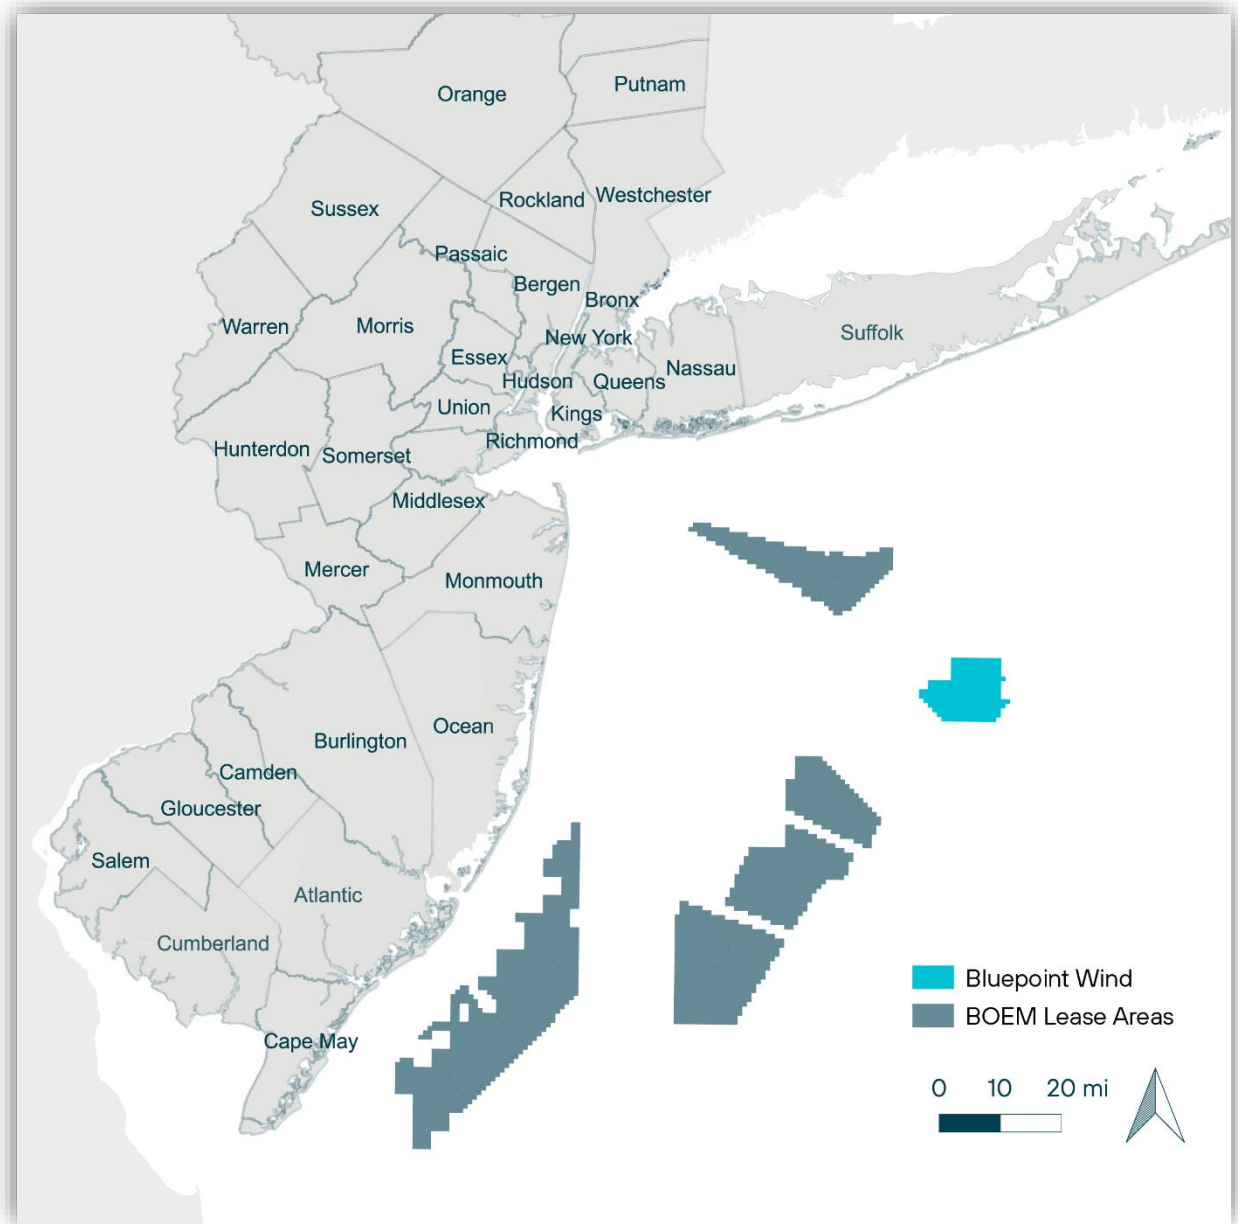 Orange
Putnam
Sussex
Rockland
Westchester
Passaic
Bergen
Bronx
Warren
Morris
New York
Suffolk
Essex
Nassau
Hudson
Queens
Union
Kings
Richmond
Hunterdon
Somerset
Middlesex
Mercer
Monmouth
Ocean
Burlington
Camden
Gloucester
Salem
Atlantic
Cumberland
Cape May
Bluepoint Wind
BOEM Lease Areas
0 10 20 mi